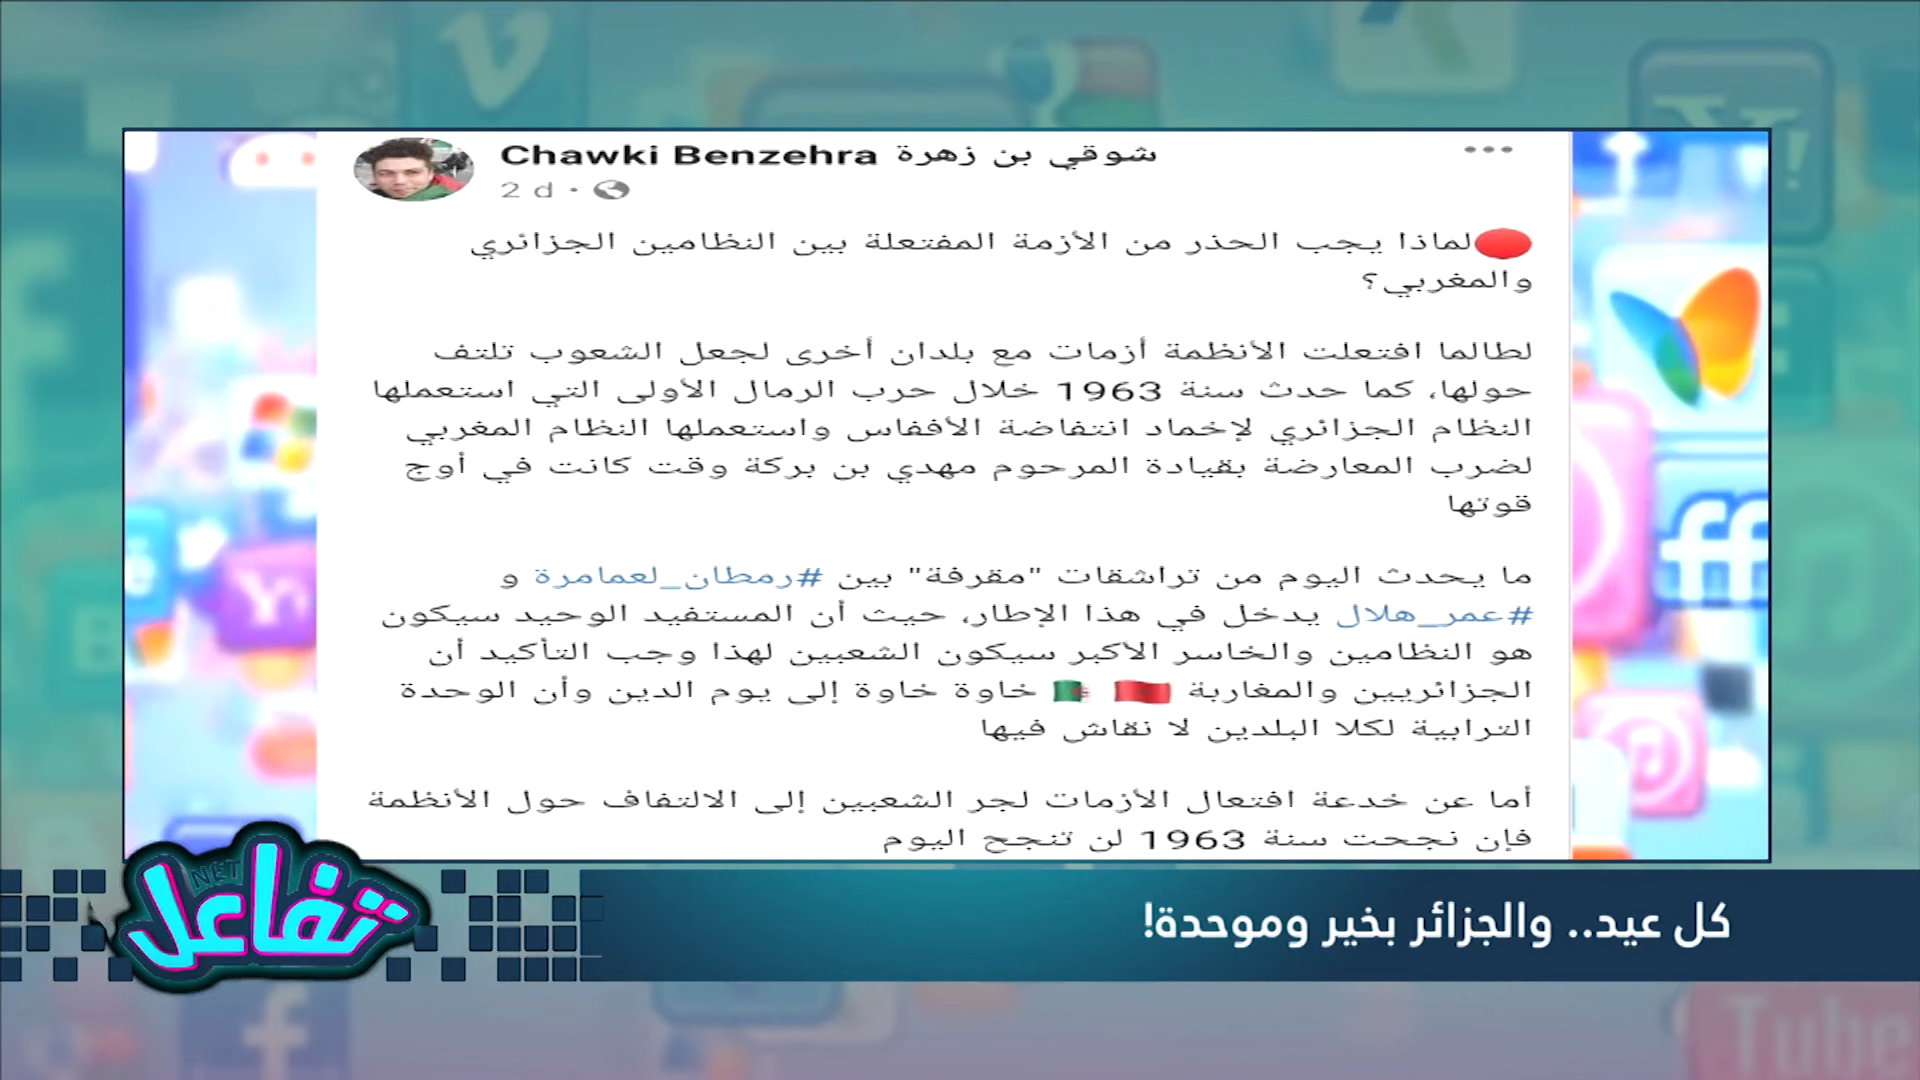 Chawki Benzehra شوقي بن زهرة
2 d
لماذا يجب الحذر من الأزمة المفتعلة بين النظامين الجزائري
والمغربي؟
لطالما افتعلت الأنظمة أزمات مع بلدان أخرى لجعل الشعوب تلتف
حولها، كما حدث سنة 1963 خلال حرب الرمال الأولى التي استعملها
النظام الجزائري لإخماد انتفاضة الأففاس واستعملها النظام المغربي
لضرب المعارضة بقيادة المرحوم مهدي بن بركة وقت كانت في أوج
قوتها
ما يحدث اليوم من تراشقات "مقرفة" بين #رمطان_لعمامرة و
#عمر_هلال يدخل في هذا الإطار، حيث أن المستفيد الوحيد سيكون
هو النظامين والخاسر الأكبر سيكون الشعبين لهذا وجب التأكيد أن
الجزائريين والمغاربة 🇲🇦 🇩🇿 خاوة خاوة إلى يوم الدين وأن الوحدة
الترابية لكلا البلدين لا نقاش فيها
أما عن خدعة افتعال الأزمات لجر الشعبين إلى الالتفاف حول الأنظمة
فإن نجحت سنة 1963 لن تنجح اليوم
NET
تفاعل
كل عيد.. والجزائر بخير وموحدة!
Tube